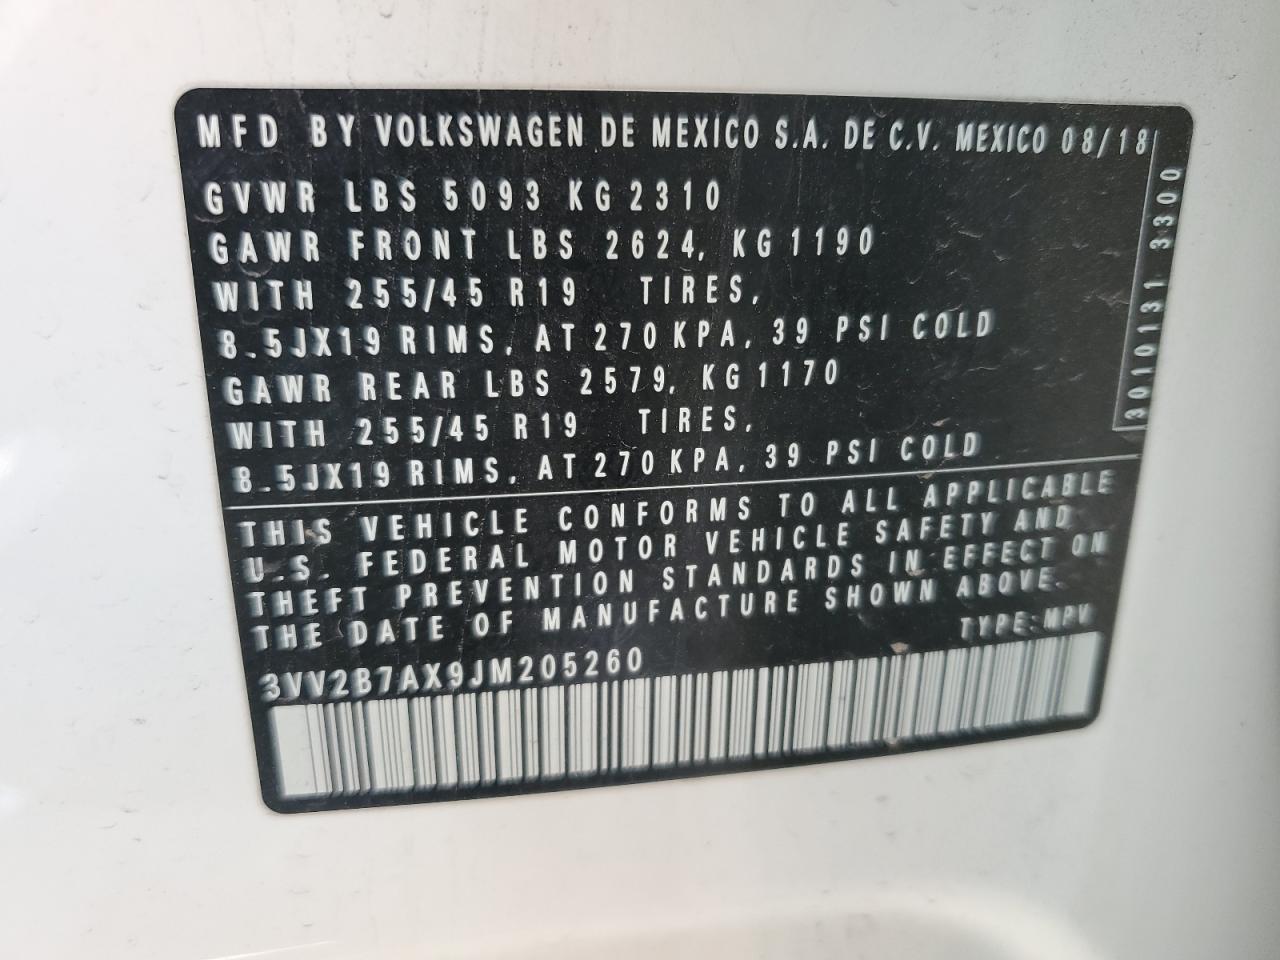 MFD BY VOLKSWAGEN DE MEXICO S.A. DE C.V. MEXICO 08/18
GVWR LBS 5093 KG 2310
GAWR FRONT LBS 2624, KG 1190
WITH 255/45 R19 TIRES,
8.5JX19 RIMS, AT 270 KPA, 39 PSI COLD
GAWR REAR LBS 2579, KG 1170
WITH 255/45 R19 TIRES,
8.5JX19 RIMS, AT 270 KPA, 39 PSI COLD
3010131 3300
THIS VEHICLE CONFORMS TO ALL APPLICABLE
U.S. FEDERAL MOTOR VEHICLE SAFETY AND
THEFT PREVENTION STANDARDS IN EFFECT ON
THE DATE OF MANUFACTURE SHOWN ABOVE.
TYPE: MPV
3VV2B7AX9JM205260